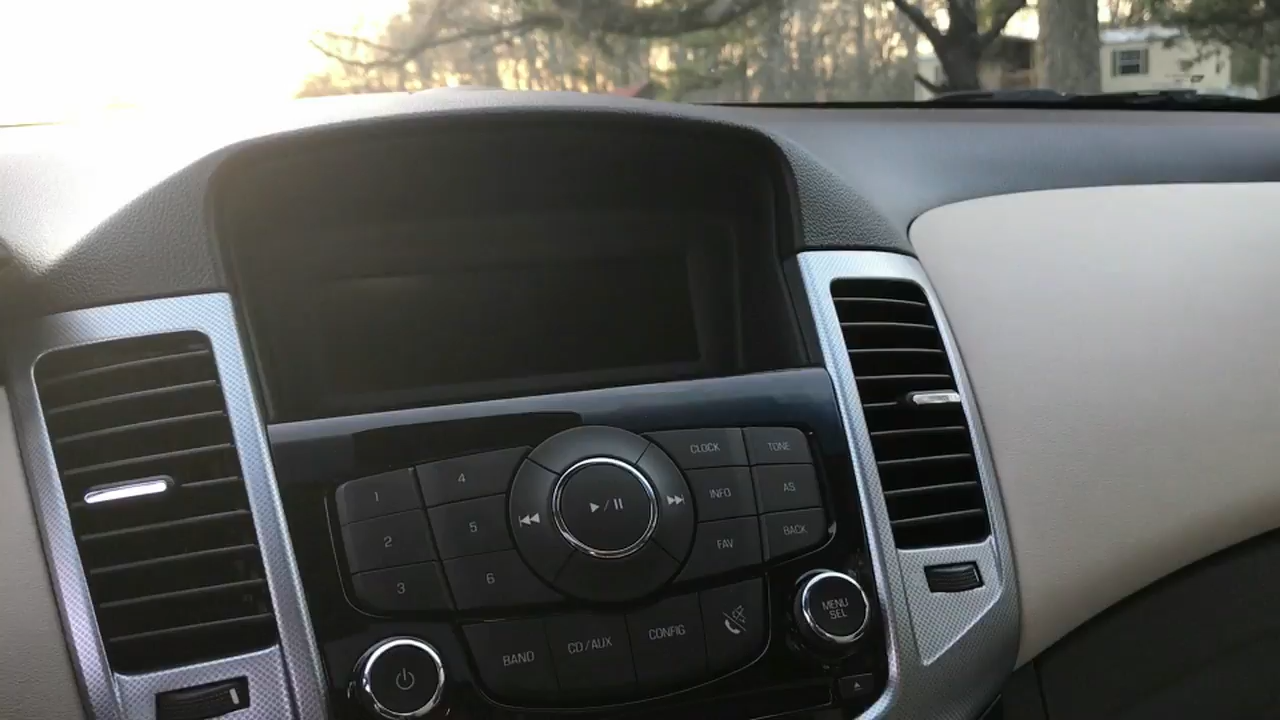 1
2
3
4
5
6
CLOCK
TONE
INFO
AS
FAV
BACK
BAND
CD/AUX
CONFIG
MENU
SEL